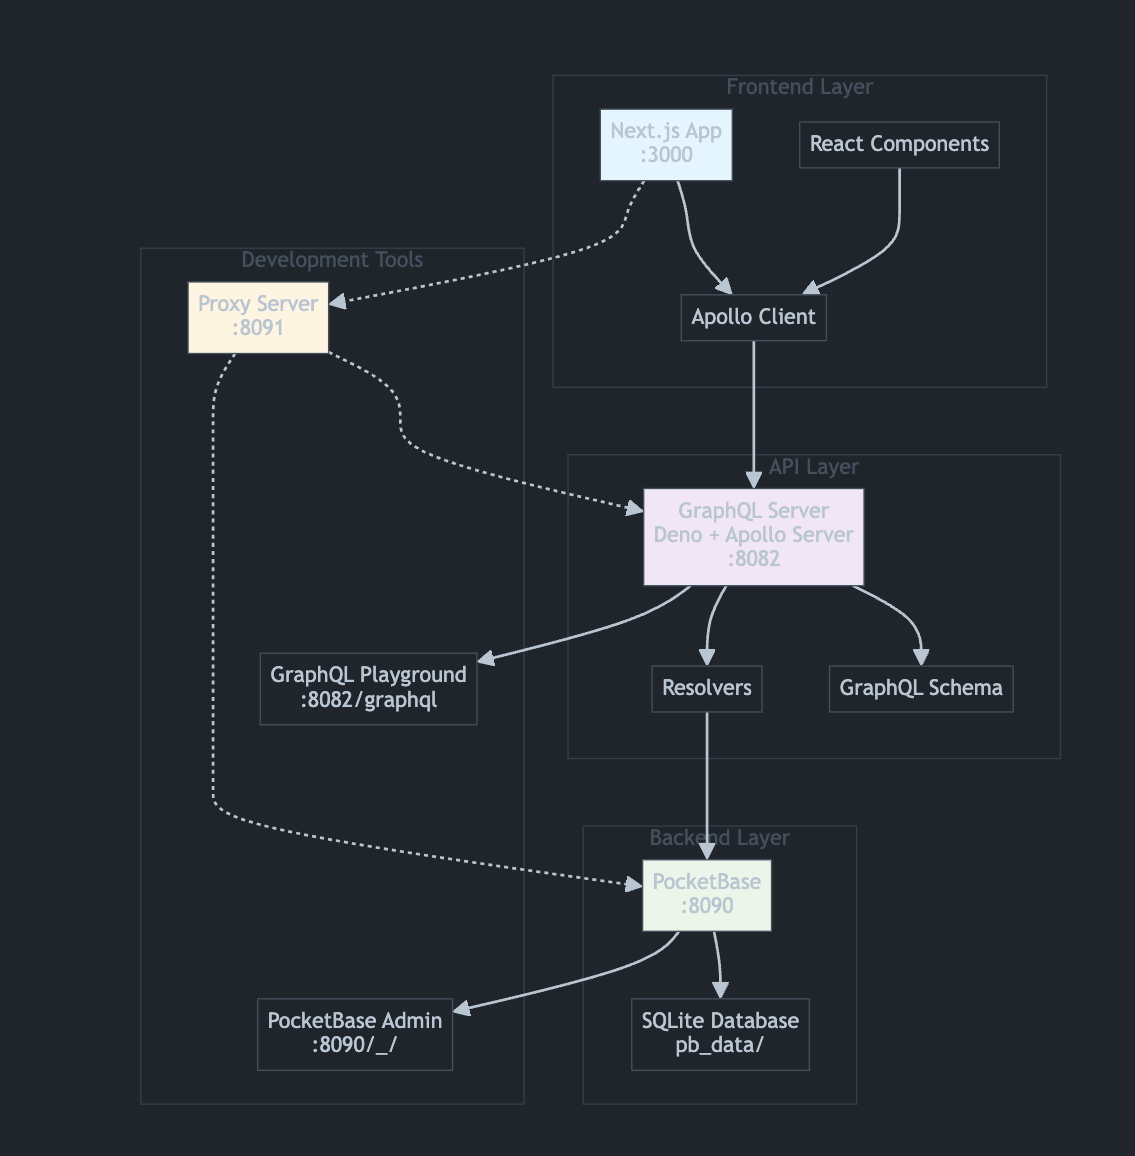 Frontend Layer
Next.js App
:3000
React Components
Development Tools
Proxy Server
:8091
Apollo Client
API Layer
GraphQL Server
Deno + Apollo Server
:8082
GraphQL Playground
:8082/graphql
Resolvers
GraphQL Schema
Backend Layer
PocketBase
:8090
PocketBase Admin
:8090/_/
SQLite Database
pb_data/